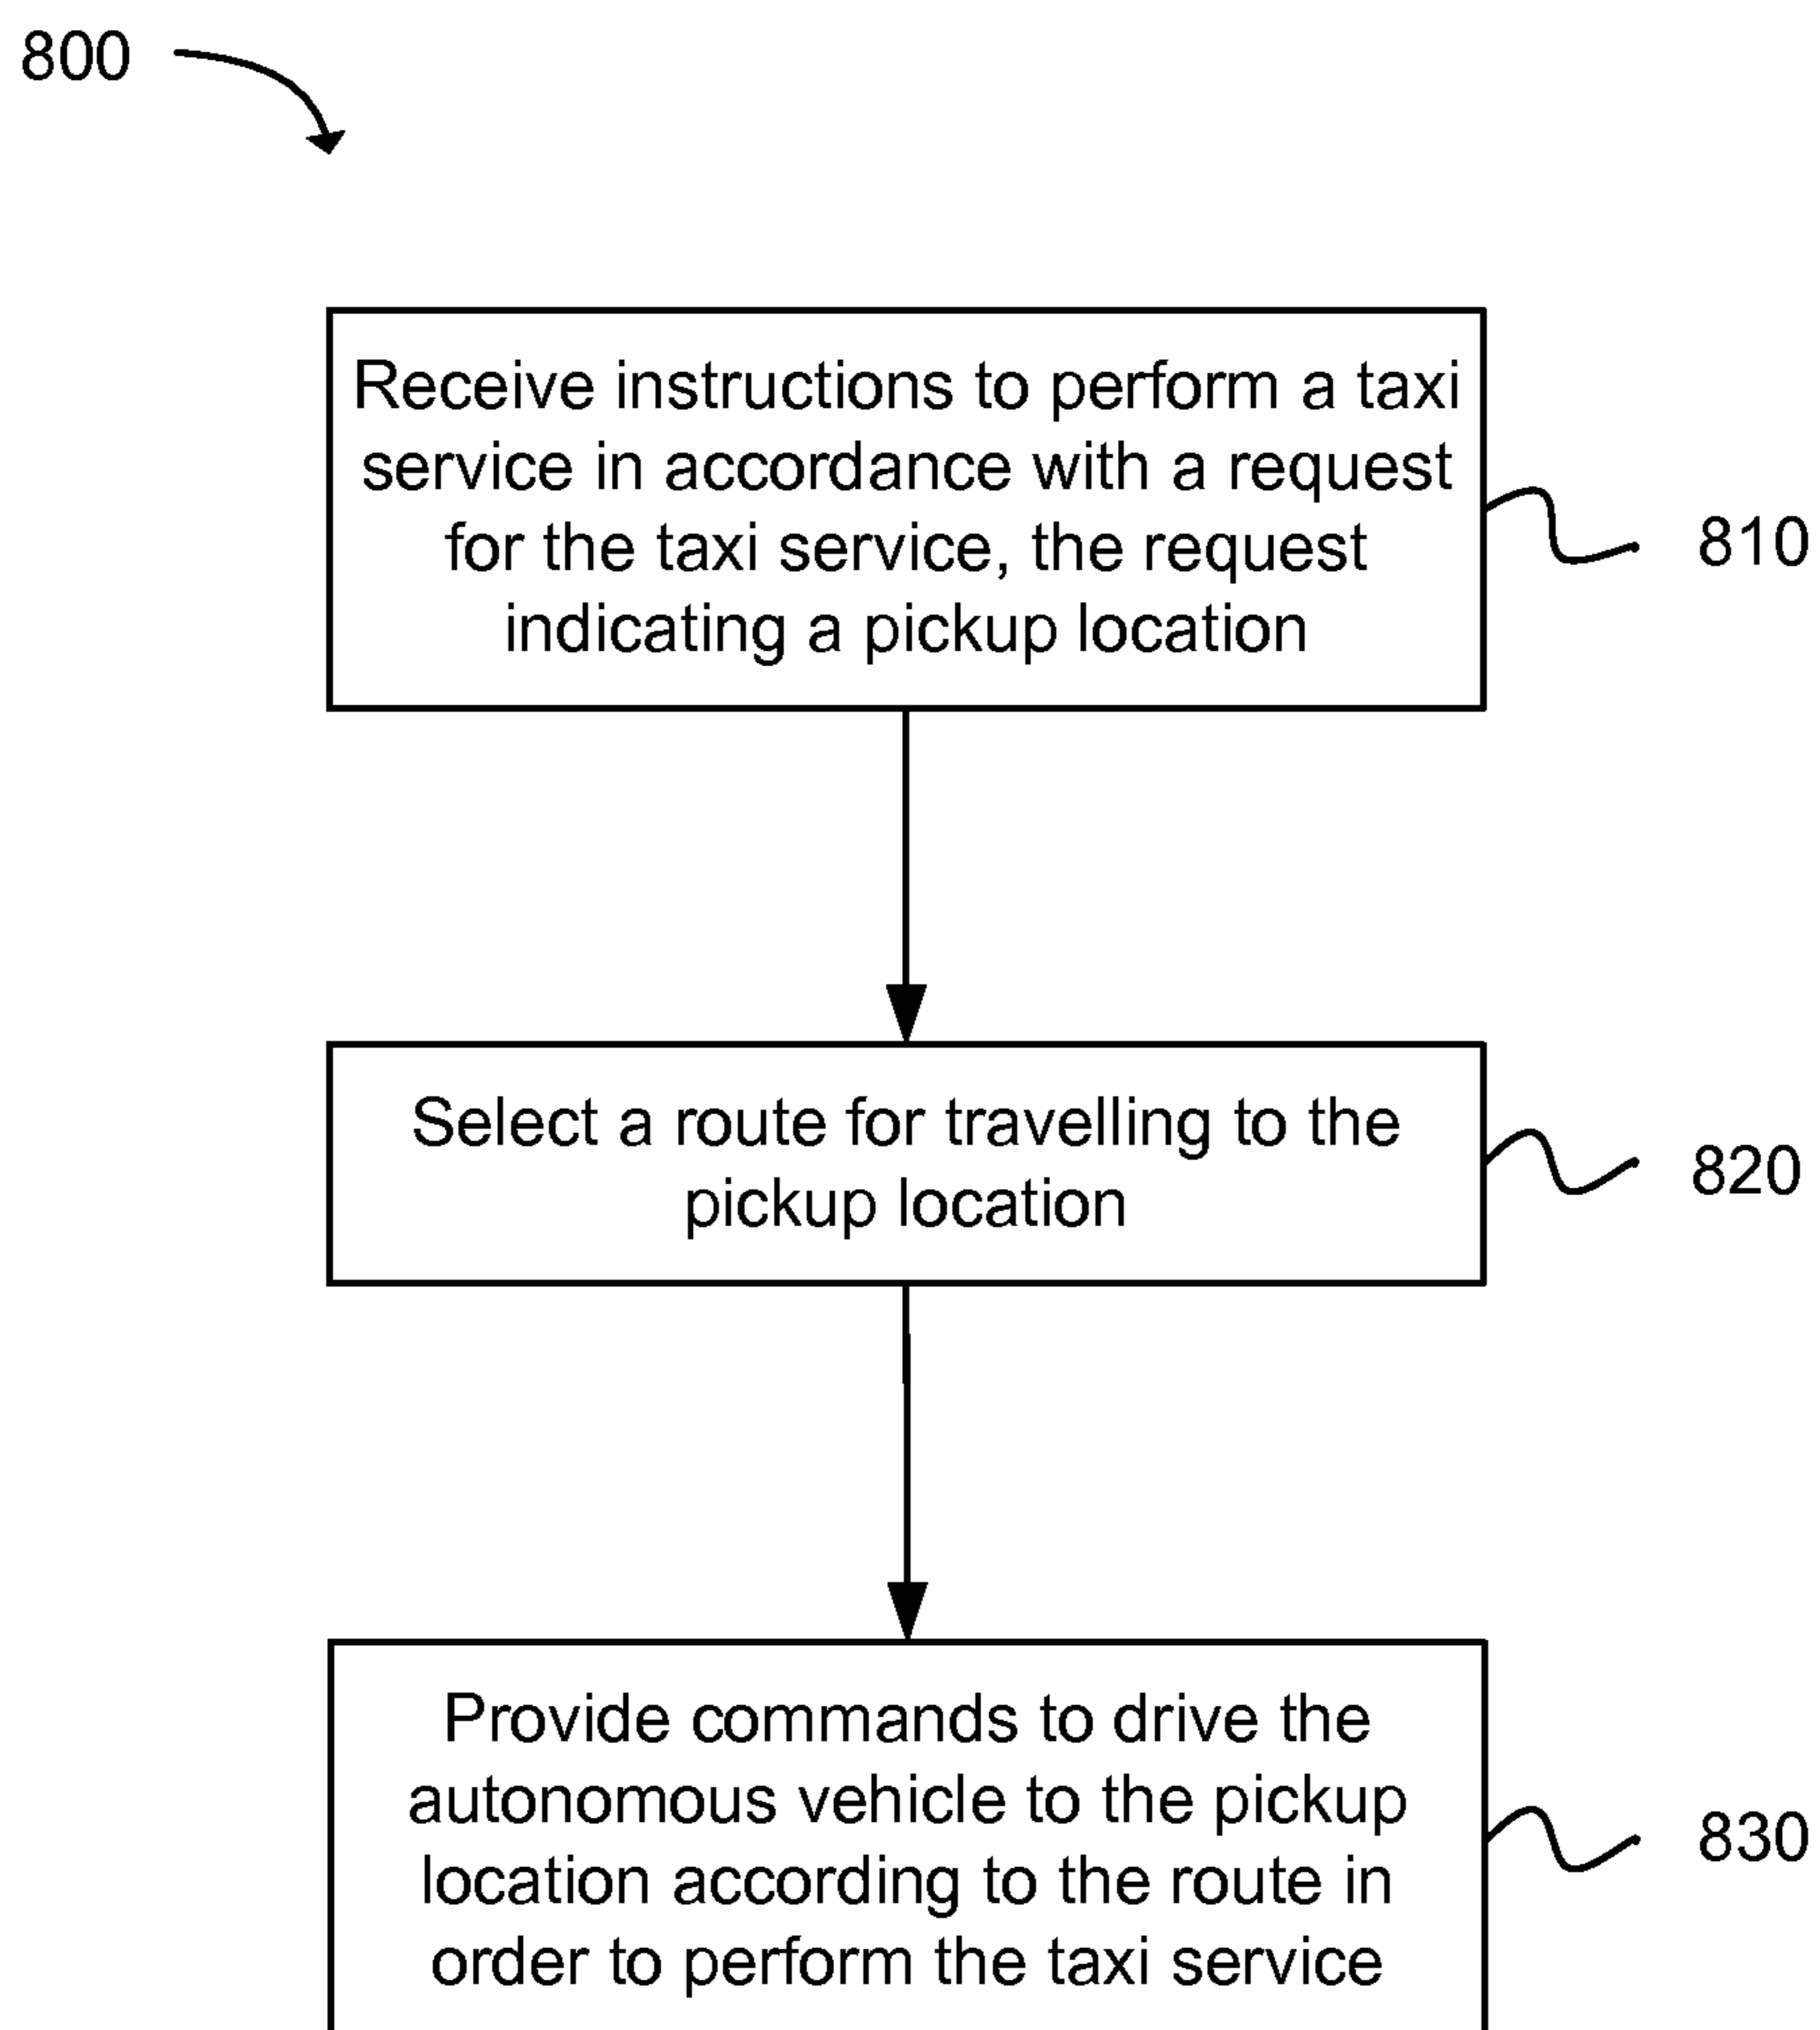 800
Receive instructions to perform a taxi
service in accordance with a request
for the taxi service, the request
indicating a pickup location
810
Select a route for travelling to the
pickup location
820
Provide commands to drive the
autonomous vehicle to the pickup
location according to the route in
order to perform the taxi service
830